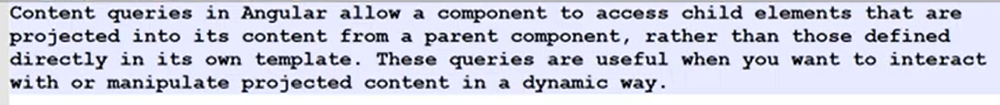 Content queries in Angular allow a component to access child elements that are
projected into its content from a parent component, rather than those defined
directly in its own template. These queries are useful when you want to interact
with or manipulate projected content in a dynamic way.